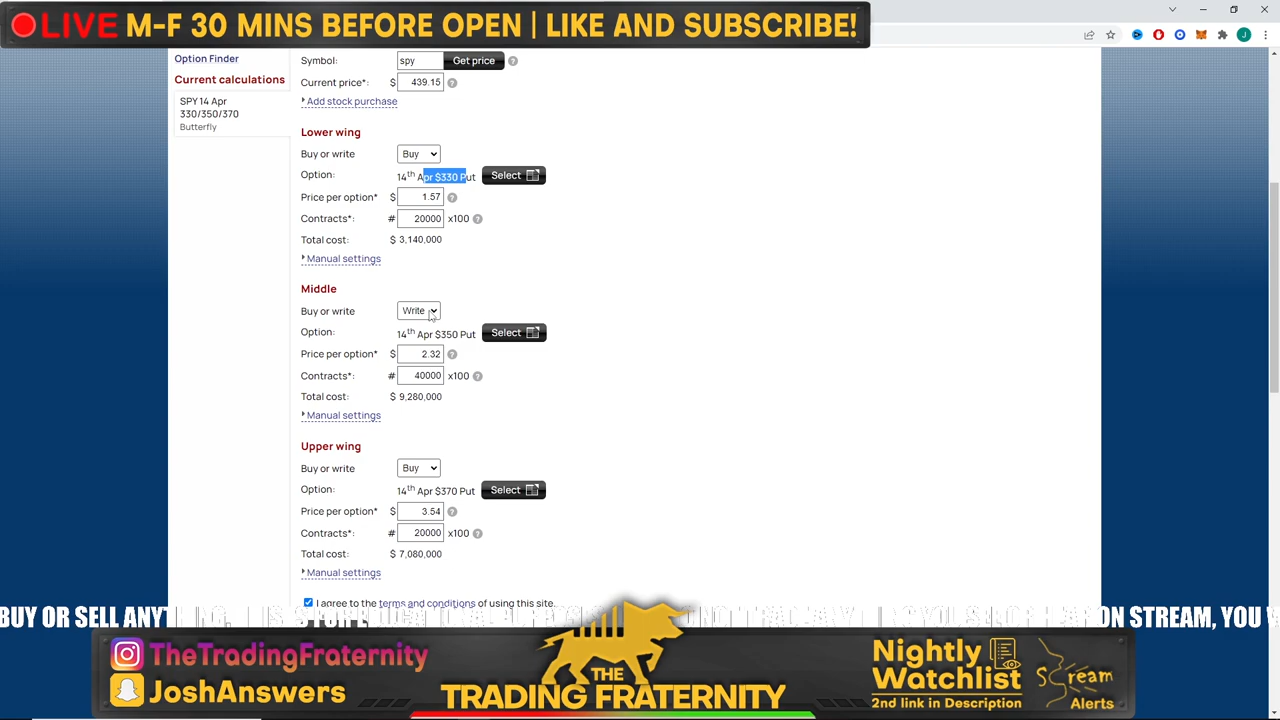 LIVE M-F 30 MINS BEFORE OPEN | LIKE AND SUBSCRIBE!
Option Finder
Current calculations
SPY 14 Apr
330/350/370
Butterfly
Symbol: spy Get price ?
Current price*: $ 439.15 ?
Add stock purchase
Lower wing
Buy or write Buy
Option: 14th Apr $330 Put Select
Price per option* $ 1.57 ?
Contracts*: # 20000 x100 ?
Total cost: $ 3,140,000
Manual settings
Middle
Buy or write Write
Option: 14th Apr $350 Put Select
Price per option* $ 2.32 ?
Contracts*: # 40000 x100 ?
Total cost: $ 9,280,000
Manual settings
Upper wing
Buy or write Buy
Option: 14th Apr $370 Put Select
Price per option* $ 3.54 ?
Contracts*: # 20000 x100 ?
Total cost: $ 7,080,000
Manual settings
I agree to the terms and conditions of using this site.
BUY OR SELL ANYTHING. ON STREAM, YOU
TheTradingFraternity
JoshAnswers
THE
TRADING FRATERNITY
Nightly
Watchlist
2nd link in Description
Scream
Alerts